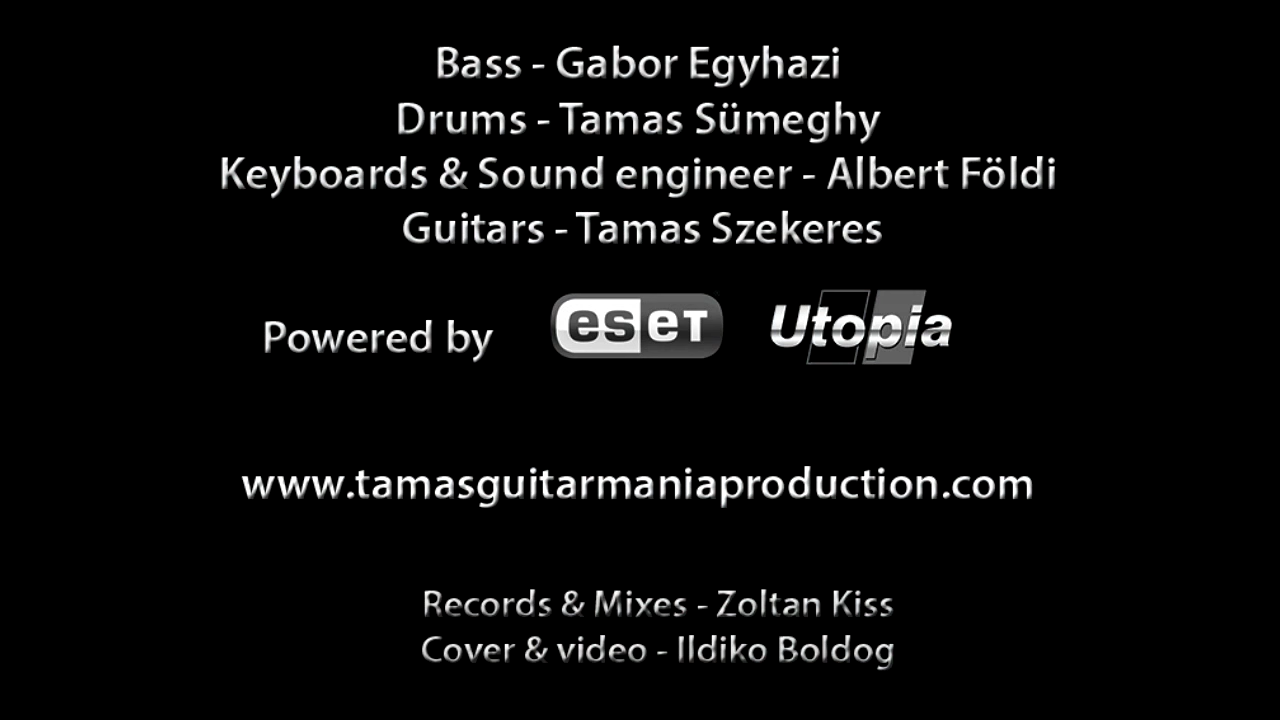 Bass - Gabor Egyhazi
Drums - Tamas Sümeghy
Keyboards & Sound engineer - Albert Földi
Guitars - Tamas Szekeres
Powered by eseT Utopia
www.tamasguitarmaniaproduction.com
Records & Mixes - Zoltan Kiss
Cover & video - Ildiko Boldog